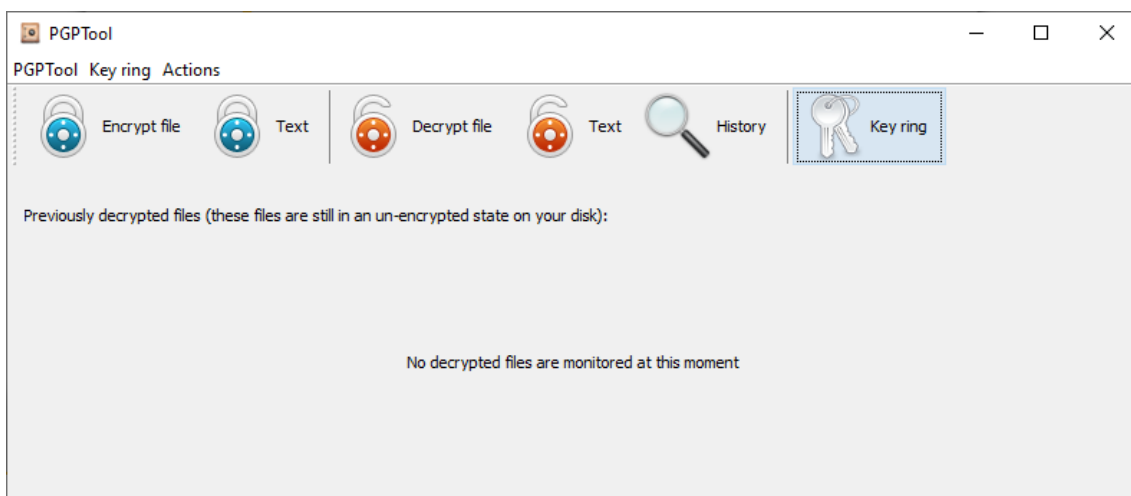 PGPTool
PGPTool Key ring Actions
Encrypt file Text Decrypt file Text History Key ring
Previously decrypted files (these files are still in an un-encrypted state on your disk):
No decrypted files are monitored at this moment